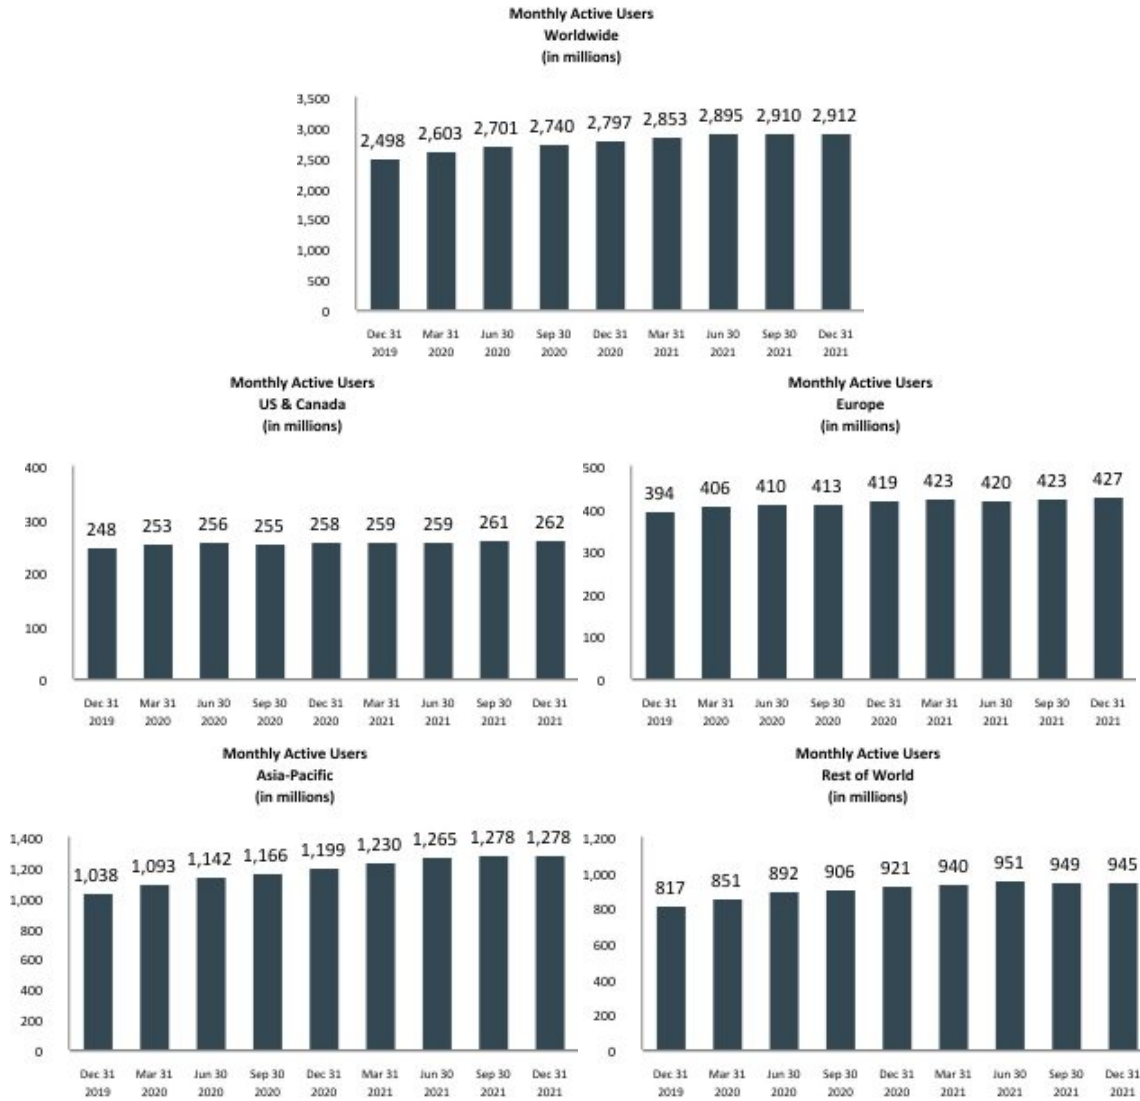 Monthly Active Users
Worldwide
(in millions)
3,500
3,000
2,500
2,000
1,500
1,000
500
0
2,498 2,603 2,701 2,740 2,797 2,853 2,895 2,910 2,912
Dec 31 Mar 31 Jun 30 Sep 30 Dec 31 Mar 31 Jun 30 Sep 30 Dec 31
2019 2020 2020 2020 2020 2021 2021 2021 2021
Monthly Active Users
US & Canada
(in millions)
400
300
200
100
0
248 253 256 255 258 259 259 261 262
Dec 31 Mar 31 Jun 30 Sep 30 Dec 31 Mar 31 Jun 30 Sep 30 Dec 31
2019 2020 2020 2020 2020 2021 2021 2021 2021
Monthly Active Users
Europe
(in millions)
500
400
300
200
100
0
394 406 410 413 419 423 420 423 427
Dec 31 Mar 31 Jun 30 Sep 30 Dec 31 Mar 31 Jun 30 Sep 30 Dec 31
2019 2020 2020 2020 2020 2021 2021 2021 2021
Monthly Active Users
Asia-Pacific
(in millions)
1,400
1,200
1,000
800
600
400
200
0
1,038 1,093 1,142 1,166 1,199 1,230 1,265 1,278 1,278
Dec 31 Mar 31 Jun 30 Sep 30 Dec 31 Mar 31 Jun 30 Sep 30 Dec 31
2019 2020 2020 2020 2020 2021 2021 2021 2021
Monthly Active Users
Rest of World
(in millions)
1,200
1,000
800
600
400
200
0
817 851 892 906 921 940 951 949 945
Dec 31 Mar 31 Jun 30 Sep 30 Dec 31 Mar 31 Jun 30 Sep 30 Dec 31
2019 2020 2020 2020 2020 2021 2021 2021 2021